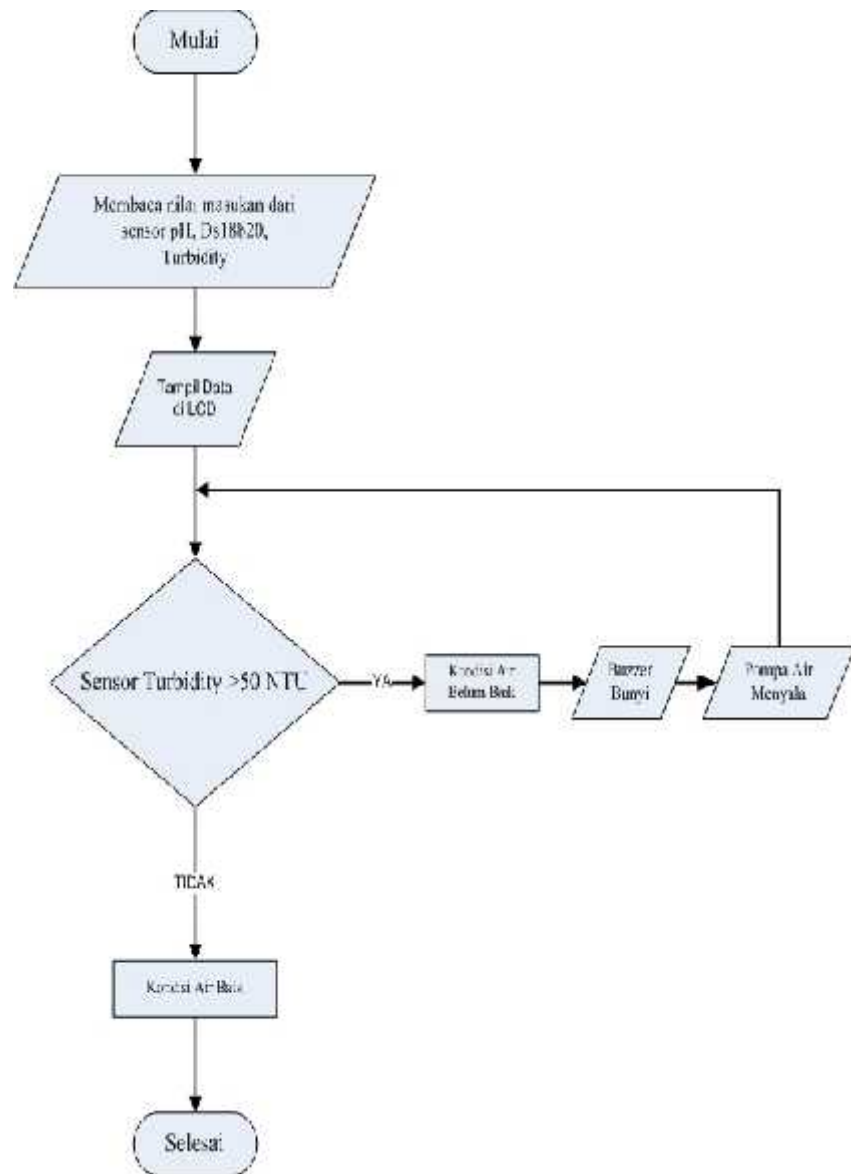 Mulai
Membaca nilai masukan dari
sensor pH, Ds18b20,
Turbidity
Tampil Data
di LCD
Sensor Turbidity >50 NTU
YA
Kondisi Air
Belum Baik
Buzzer
Bunyi
Pompa Air
Menyala
TIDAK
Kondisi Air Baik
Selesai